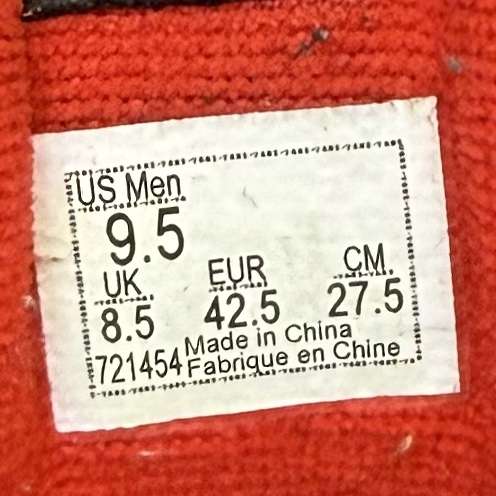 US Men
9.5
UK EUR CM
8.5 42.5 27.5
Made in China
721454 Fabrique en Chine